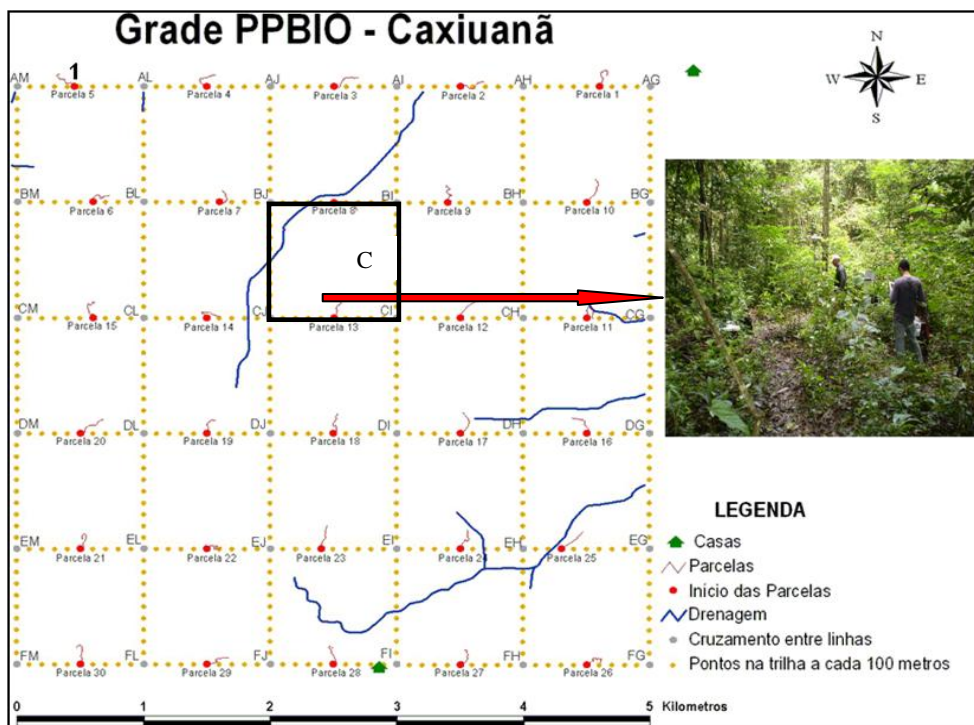 Grade PPBIO - Caxiuanã
N
W E
S
1
AM AL AJ AI AH AG
Parcela 5 Parcela 4 Parcela 3 Parcela 2 Parcela 1
BM BL BJ BI BH BG
Parcela 6 Parcela 7 Parcela 8 Parcela 9 Parcela 10
C
CM CL CJ CI CH CG
Parcela 15 Parcela 14 Parcela 13 Parcela 12 Parcela 11
DM DL DJ DI DH DG
Parcela 20 Parcela 19 Parcela 18 Parcela 17 Parcela 16
EM EL EJ EI EH EG
Parcela 21 Parcela 22 Parcela 23 Parcela 24 Parcela 25
FM FL FJ FI FH FG
Parcela 30 Parcela 29 Parcela 28 Parcela 27 Parcela 26
LEGENDA
Casas
Parcelas
Inicio das Parcelas
Drenagem
Cruzamento entre linhas
Pontos na trilha a cada 100 metros
0 1 2 3 4 5 Kilometros